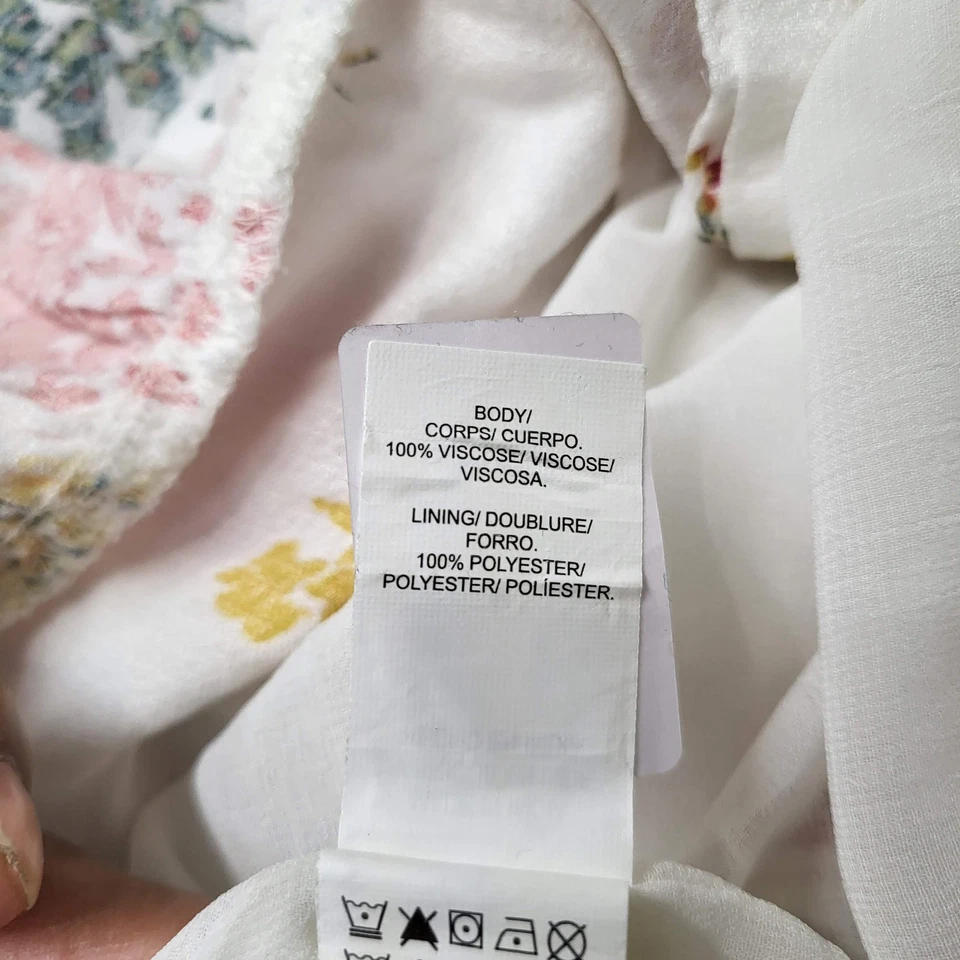 BODY/
CORPS/ CUERPO.
100% VISCOSE/ VISCOSE/
VISCOSA.
LINING/ DOUBLURE/
FORRO.
100% POLYESTER/
POLYESTER/ POLÍESTER.